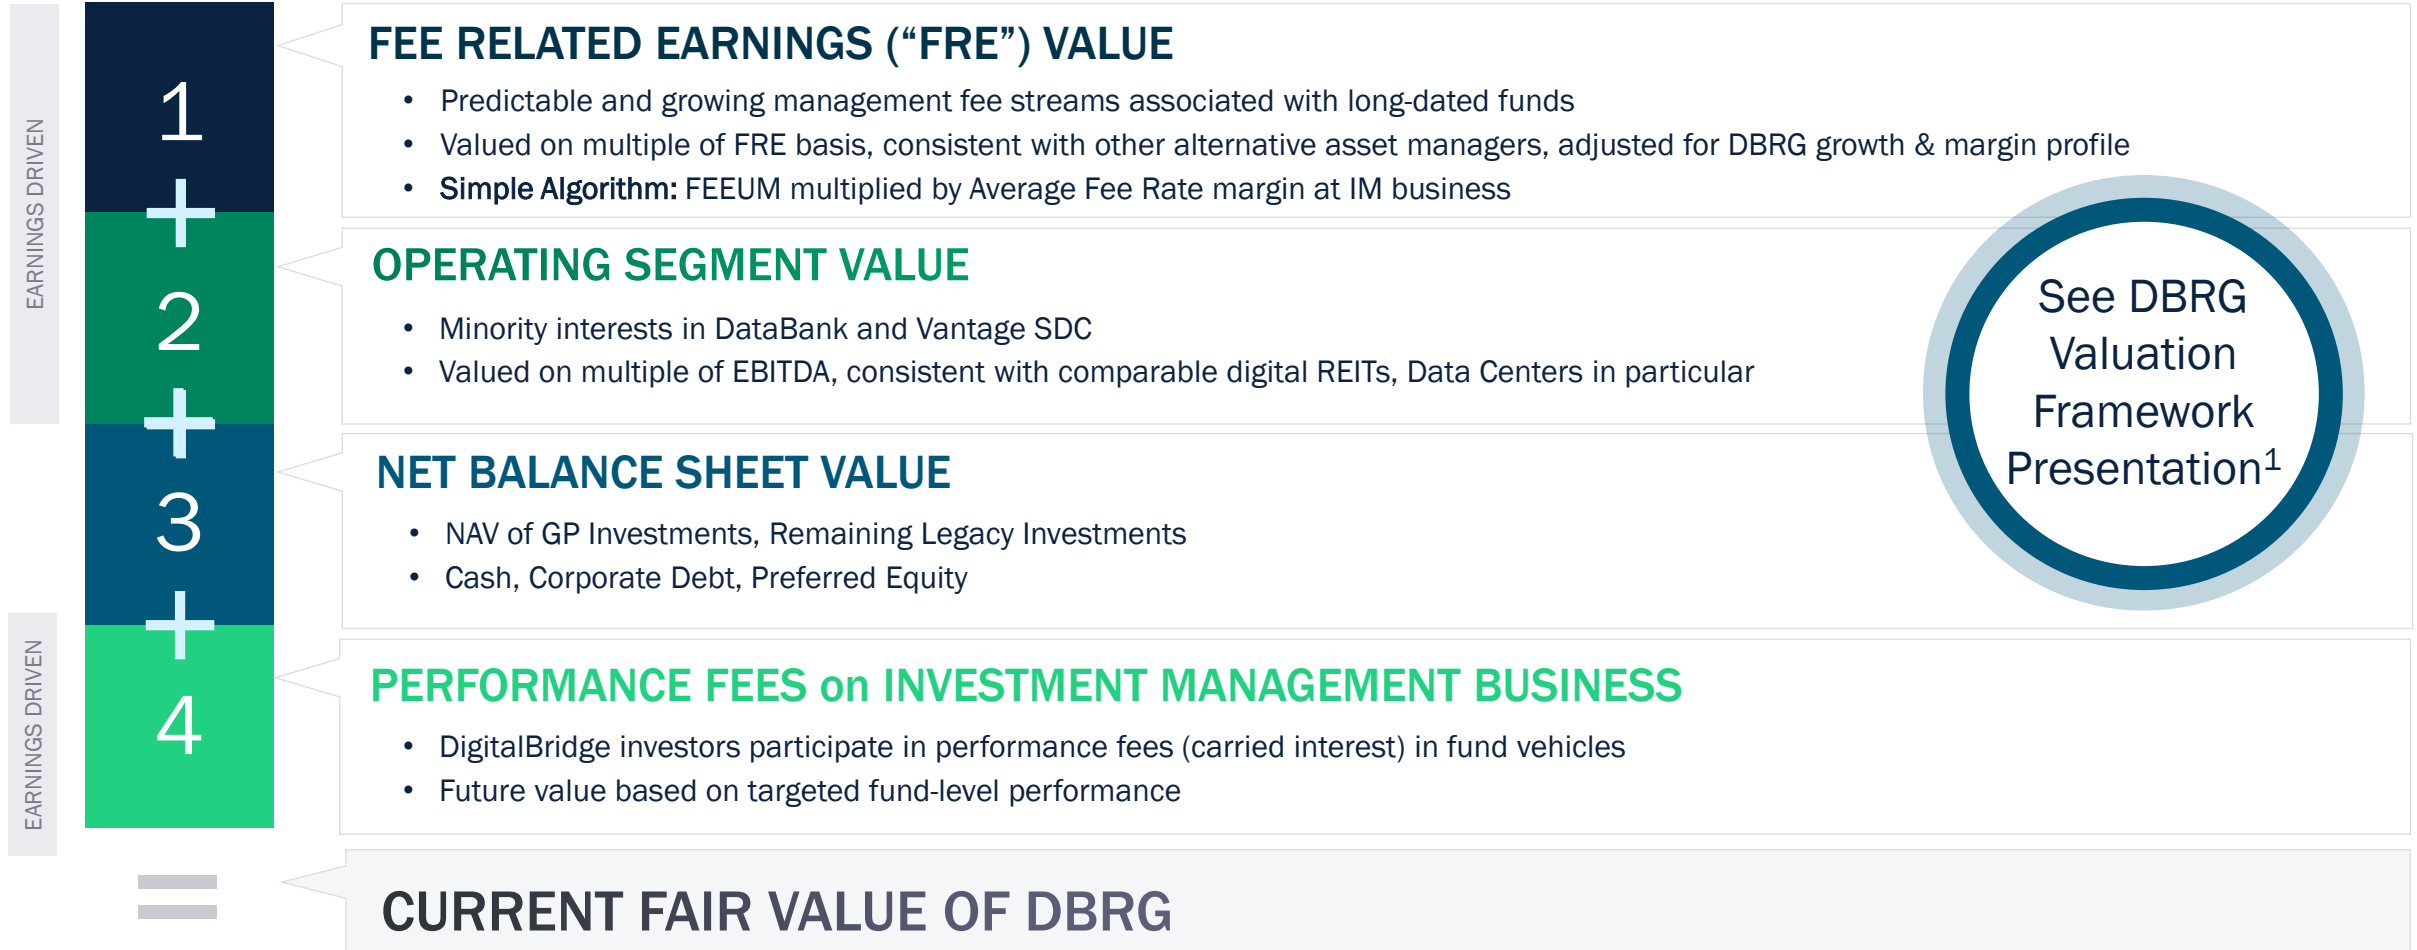 EARNINGS DRIVEN
1
FEE RELATED EARNINGS (“FRE”) VALUE
• Predictable and growing management fee streams associated with long-dated funds
• Valued on multiple of FRE basis, consistent with other alternative asset managers, adjusted for DBRG growth & margin profile
• Simple Algorithm: FEEUM multiplied by Average Fee Rate margin at IM business
+
2
OPERATING SEGMENT VALUE
• Minority interests in DataBank and Vantage SDC
• Valued on multiple of EBITDA, consistent with comparable digital REITs, Data Centers in particular
See DBRG
Valuation
Framework
Presentation¹
+
3
NET BALANCE SHEET VALUE
• NAV of GP Investments, Remaining Legacy Investments
• Cash, Corporate Debt, Preferred Equity
+
EARNINGS DRIVEN
4
PERFORMANCE FEES on INVESTMENT MANAGEMENT BUSINESS
• DigitalBridge investors participate in performance fees (carried interest) in fund vehicles
• Future value based on targeted fund-level performance
=
CURRENT FAIR VALUE OF DBRG